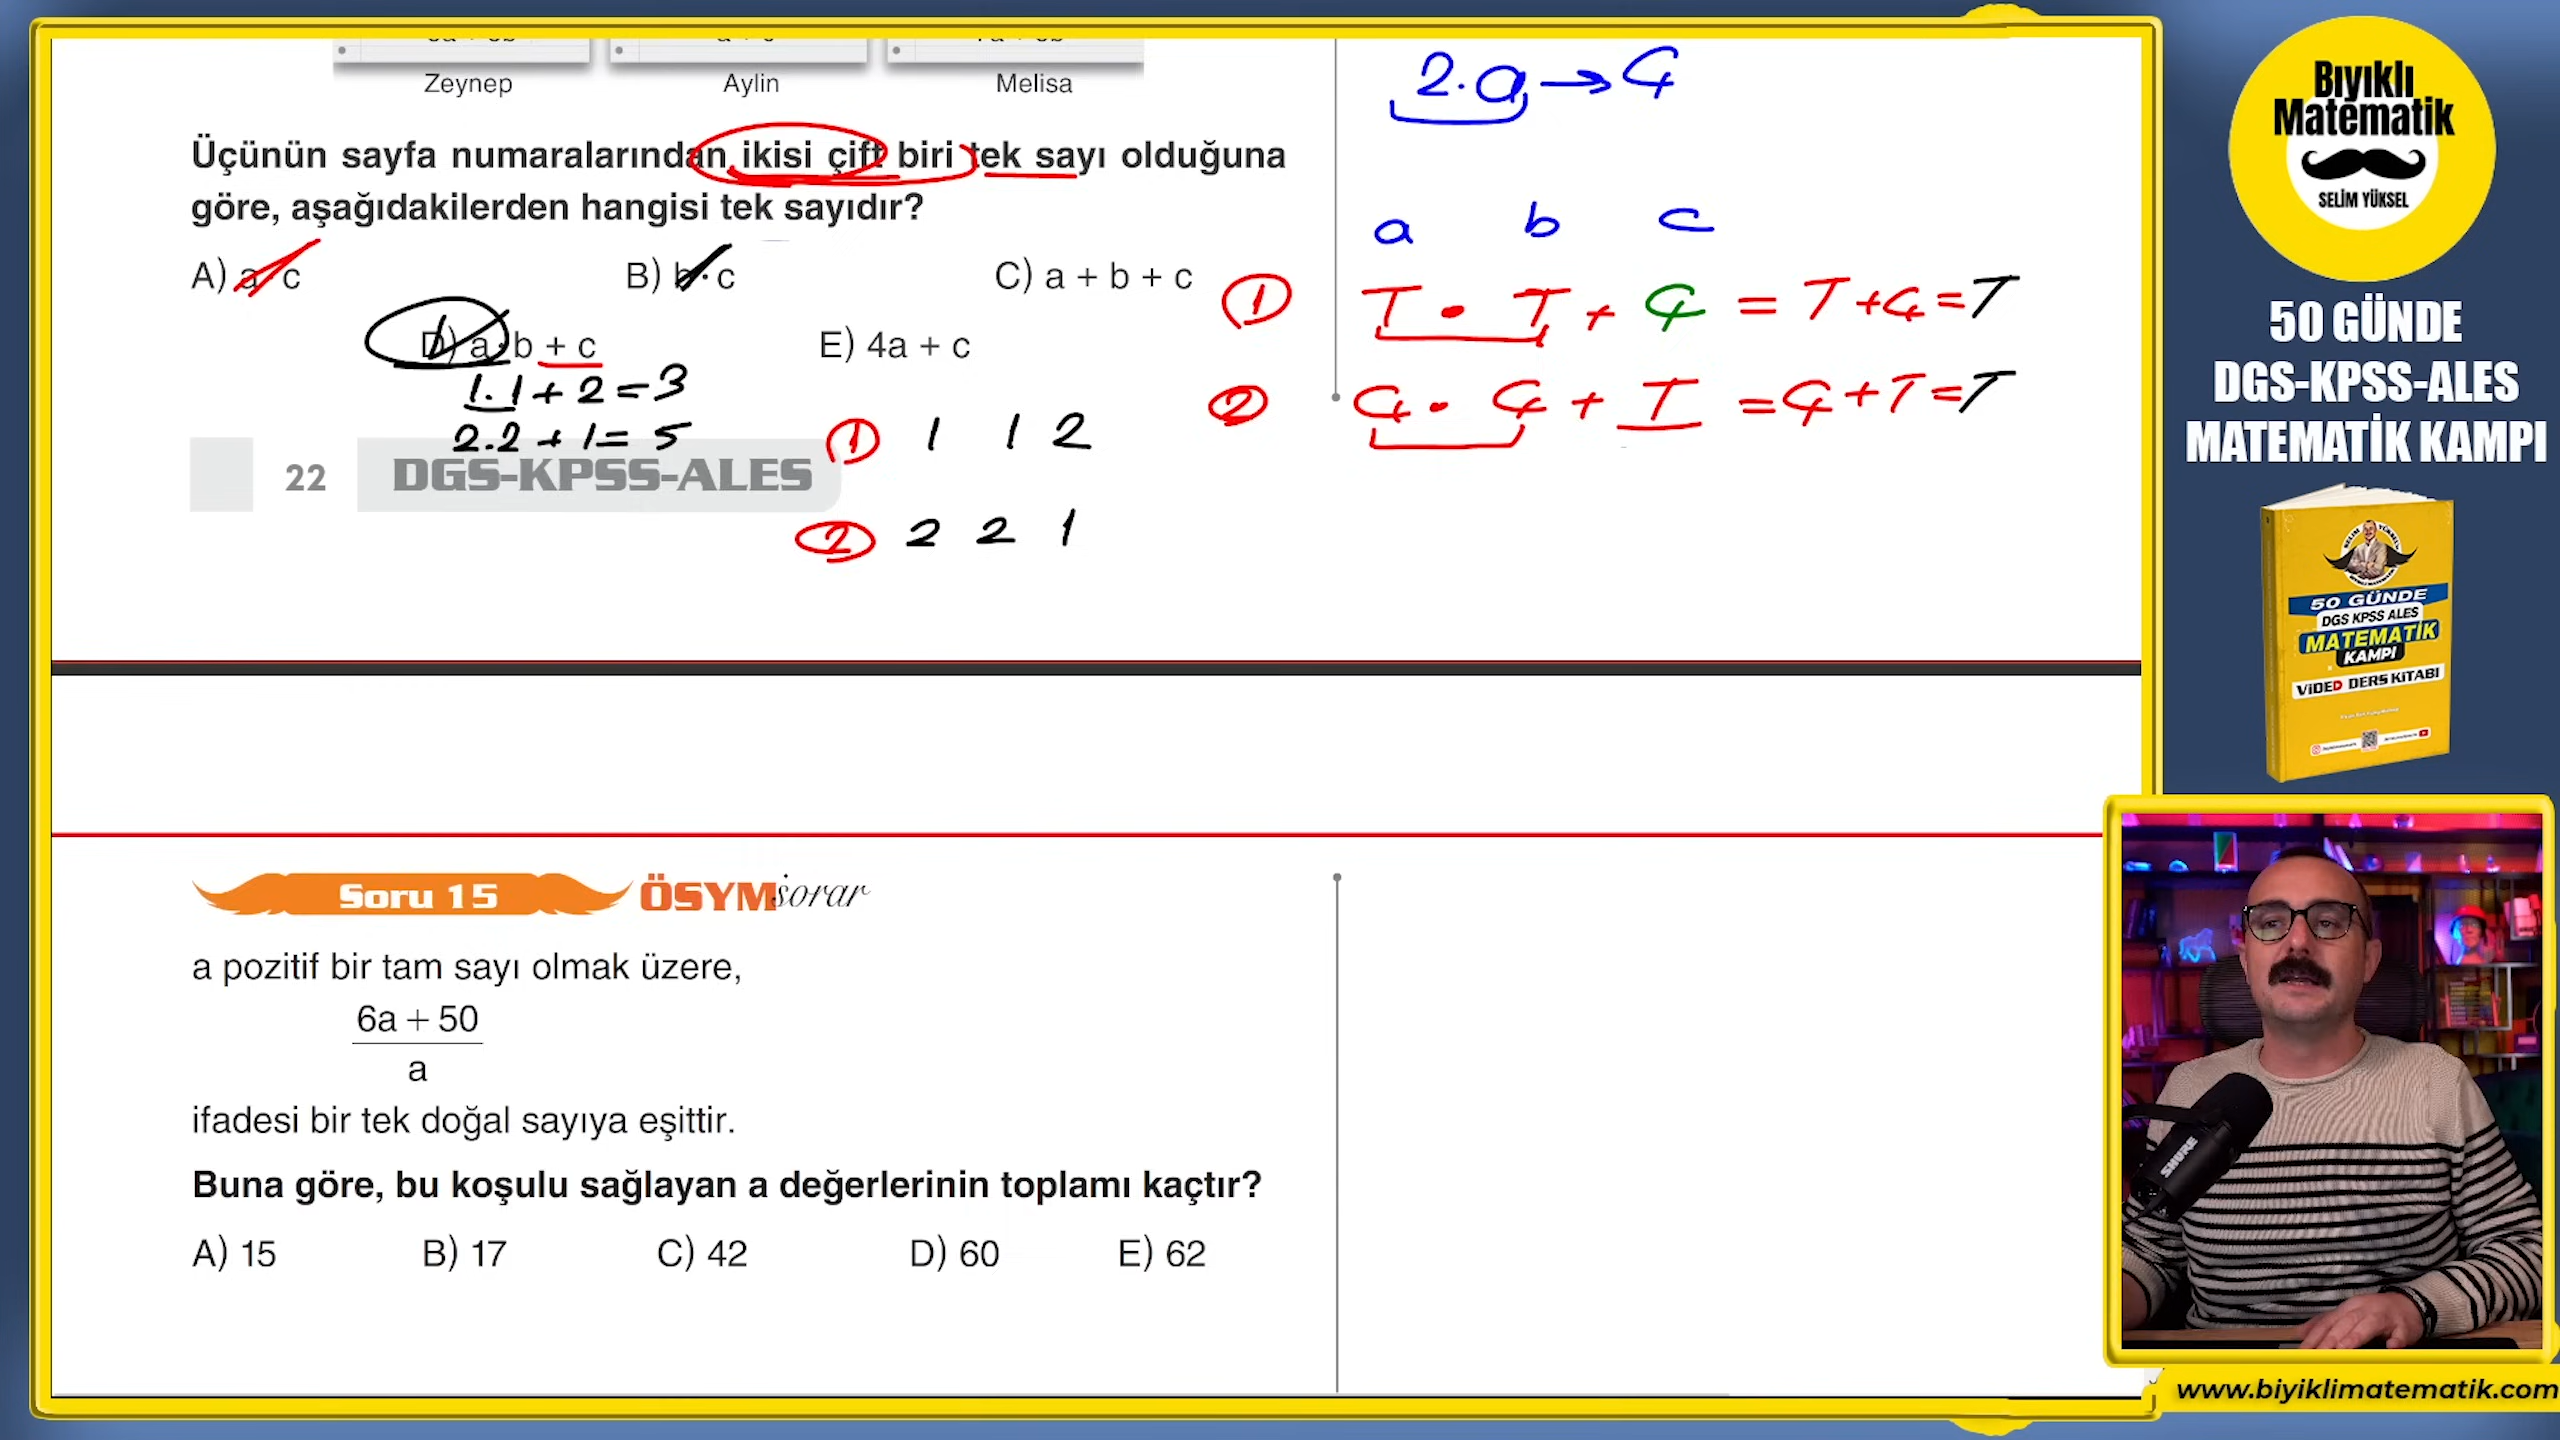 Zeynep
Aylin
Melisa
Üçünün sayfa numaralarından ikisi çift biri tek sayı olduğuna
göre, aşağıdakilerden hangisi tek sayıdır?
A) a · c
B) b · c
C) a + b + c
D) a · b + c
E) 4a + c
1.1 + 2 = 3
2.2 + 1 = 5
① 1 1 2
② 2 2 1
22
DGS-KPSS-ALES
2.a → Ç
a b c
① T . T + Ç = T + Ç = T
② Ç . Ç + T = Ç + T = T
Soru 15
ÖSYM sorar
a pozitif bir tam sayı olmak üzere,
6a + 50
a
ifadesi bir tek doğal sayıya eşittir.
Buna göre, bu koşulu sağlayan a değerlerinin toplamı kaçtır?
A) 15
B) 17
C) 42
D) 60
E) 62
Bıyıklı
Matematik
SELİM YÜKSEL
50 GÜNDE
DGS-KPSS-ALES
MATEMATİK KAMPI
50 GÜNDE
DGS KPSS ALES
MATEMATİK
KAMPI
VİDEO DERS KİTABI
SHURE
www.biyiklimatematik.com